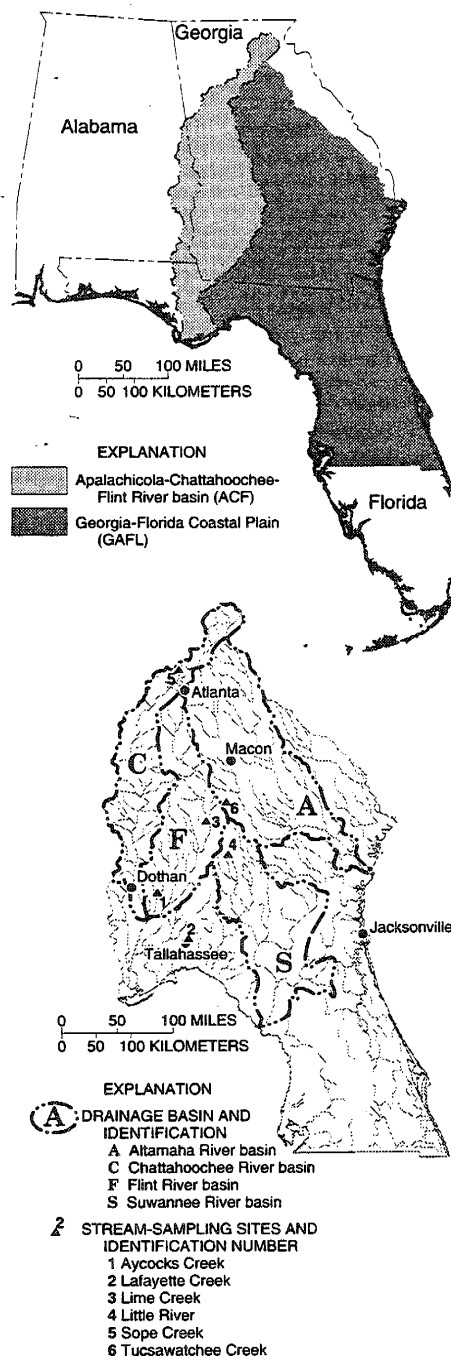 Georgia
Alabama
0 50 100 MILES
0 50 100 KILOMETERS
EXPLANATION
Apalachicola-Chattahoochee-
Flint River basin (ACF)
Georgia-Florida Coastal Plain
(GAFL)
Florida
5
Atlanta
C
Macon
6
A
3
F
4
Dothan
1
2
Tallahassee
Jacksonville
S
0 50 100 MILES
0 50 100 KILOMETERS
EXPLANATION
A DRAINAGE BASIN AND
IDENTIFICATION
A Altamaha River basin
C Chattahoochee River basin
F Flint River basin
S Suwannee River basin
2 STREAM-SAMPLING SITES AND
IDENTIFICATION NUMBER
1 Aycocks Creek
2 Lafayette Creek
3 Lime Creek
4 Little River
5 Sope Creek
6 Tucsawatchee Creek